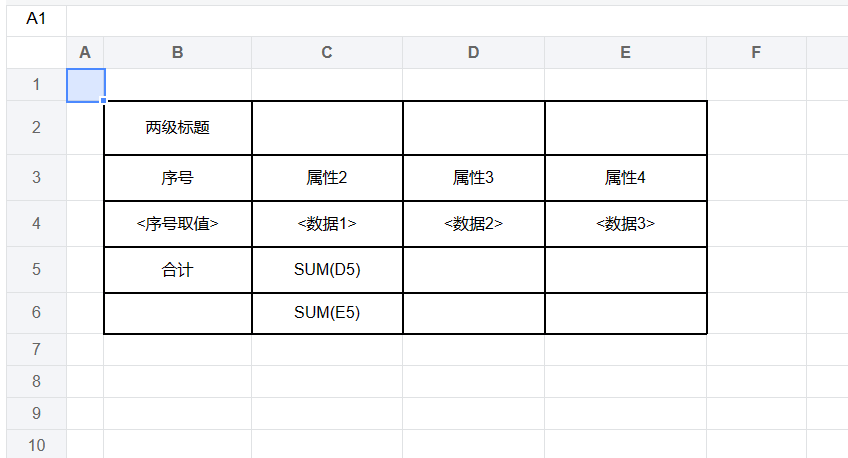 A1
A B C D E F
1
2 两级标题
3 序号 属性2 属性3 属性4
4 <序号取值> <数据1> <数据2> <数据3>
5 合计 SUM(D5)
6 SUM(E5)
7
8
9
10